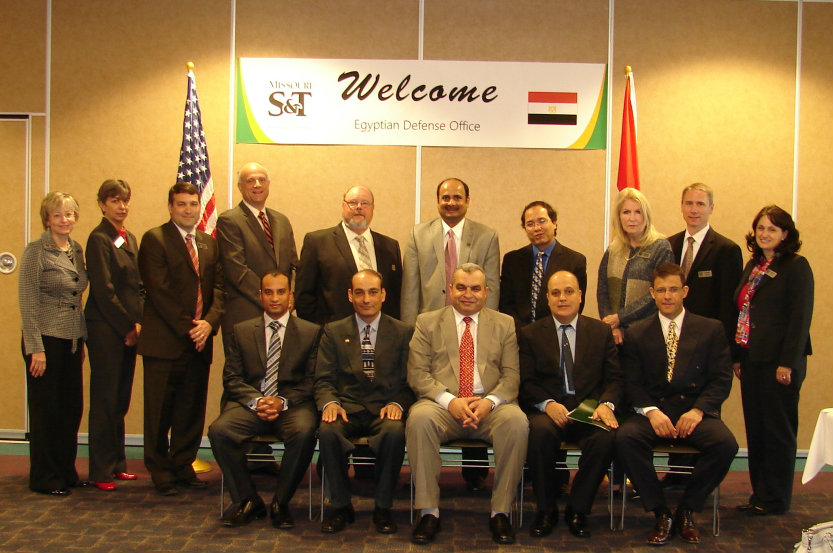 MISSOURI
S&T
Welcome
Egyptian Defense Office